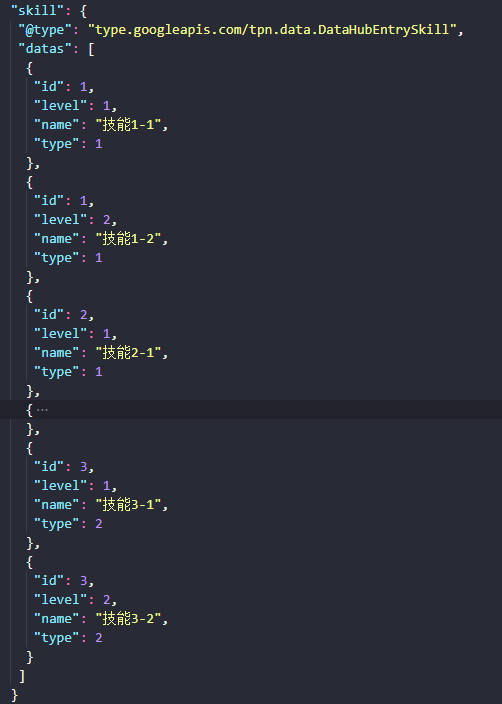 "skill": {
"@type": "type.googleapis.com/tpn.data.DataHubEntrySkill",
"datas": [
{
"id": 1,
"level": 1,
"name": "技能1-1",
"type": 1
},
{
"id": 1,
"level": 2,
"name": "技能1-2",
"type": 1
},
{
"id": 2,
"level": 1,
"name": "技能2-1",
"type": 1
},
{ ⋯
},
{
"id": 3,
"level": 1,
"name": "技能3-1",
"type": 2
},
{
"id": 3,
"level": 2,
"name": "技能3-2",
"type": 2
}
]
}